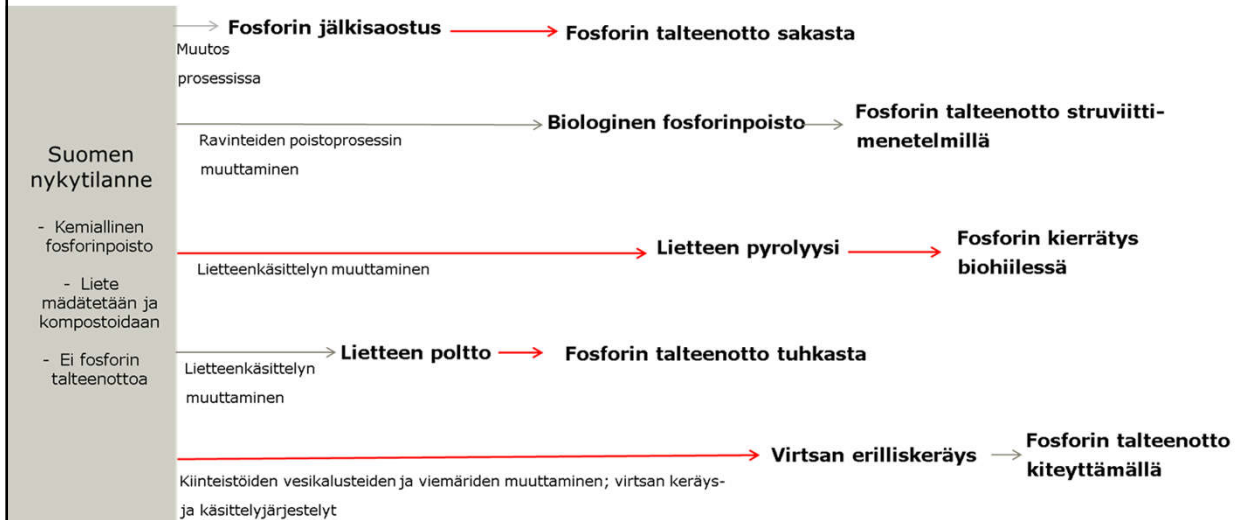 Suomen
nykytilanne
- Kemiallinen
fosforinpoisto
- Liete
mädätetään ja
kompostoidaan
- Ei fosforin
talteenottoa
Fosforin jälkisaostus
Fosforin talteenotto sakasta
Muutos
prosessissa
Biologinen fosforinpoisto
Fosforin talteenotto struviitti-
menetelmillä
Ravinteiden poistoprosessin
muuttaminen
Lietteen pyrolyysi
Fosforin kierrätys
biohiilessä
Lietteenkäsittelyn muuttaminen
Lietteen poltto
Fosforin talteenotto tuhkasta
Lietteenkäsittelyn
muuttaminen
Virtsan erilliskeräys
Fosforin talteenotto
kiteyttämällä
Kiinteistöiden vesikalusteiden ja viemäriden muuttaminen; virtsan keräys-
ja käsittelyjärjestelyt